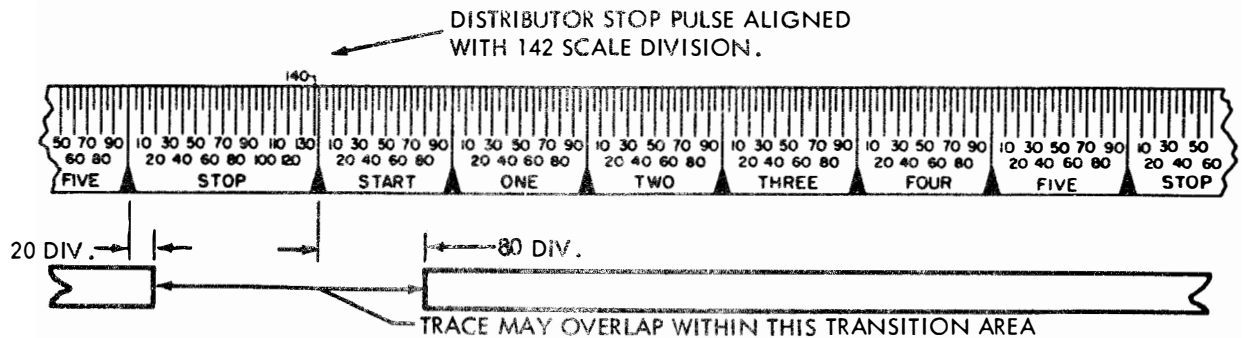 DISTRIBUTOR STOP PULSE ALIGNED
WITH 142 SCALE DIVISION.
140
50 70 90 10 30 50 70 90 110 130 10 30 50 70 90 10 30 50 70 90 10 30 50 70 90 10 30 50 70 90 10 30 50 70 90 10 30 50 70 90 10 30 50
60 80 20 40 60 80 100 120 20 40 60 80 20 40 60 80 20 40 60 80 20 40 60 80 20 40 60 80 20 40 60 80 20 40 60
FIVE STOP START ONE TWO THREE FOUR FIVE STOP
20 DIV. 80 DIV.
TRACE MAY OVERLAP WITHIN THIS TRANSITION AREA